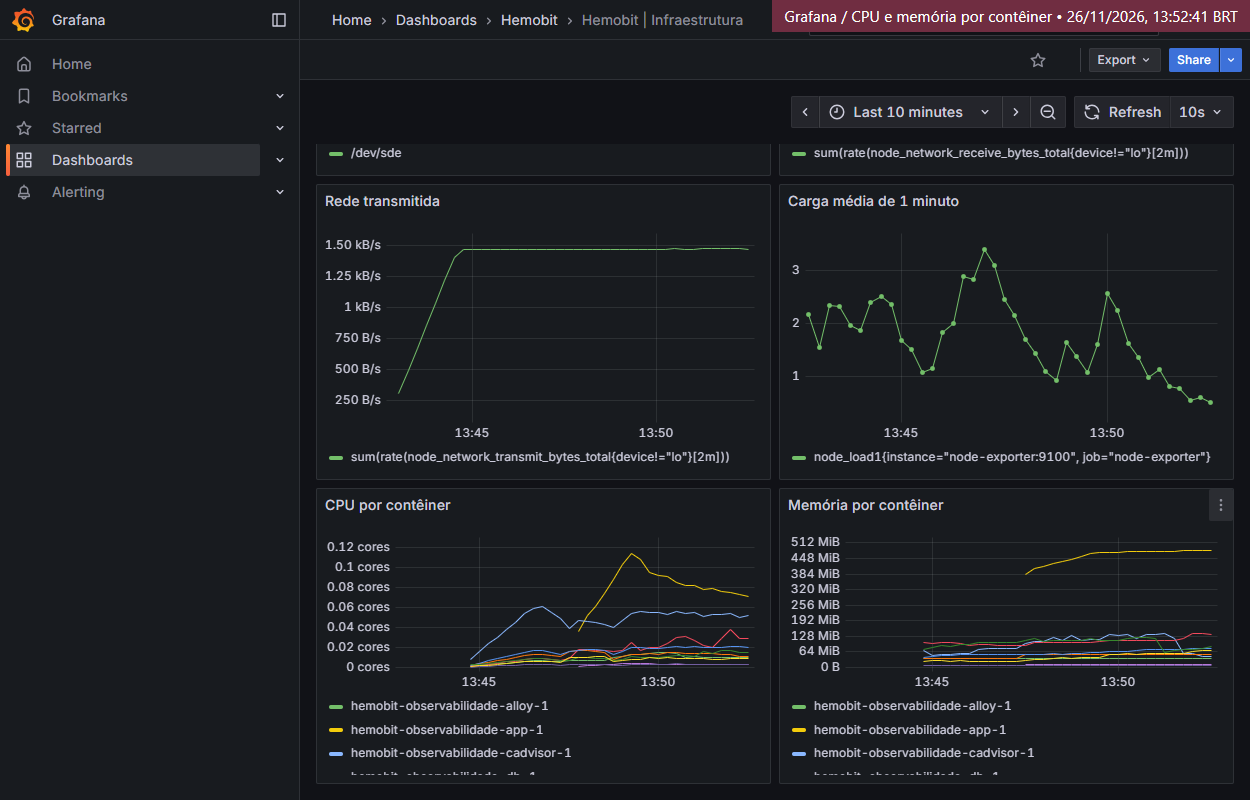 Grafana
Home › Dashboards › Hemobit › Hemobit | Infraestrutura
Grafana / CPU e memória por contêiner • 26/11/2026, 13:52:41 BRT
Export
Share
Home
Bookmarks
Starred
Dashboards
Alerting
Last 10 minutes
Refresh
10s
/dev/sde
sum(rate(node_network_receive_bytes_total{device!="lo"}[2m]))
Rede transmitida
1.50 kB/s
1.25 kB/s
1 kB/s
750 B/s
500 B/s
250 B/s
13:45
13:50
sum(rate(node_network_transmit_bytes_total{device!="lo"}[2m]))
Carga média de 1 minuto
3
2
1
13:45
13:50
node_load1{instance="node-exporter:9100", job="node-exporter"}
CPU por contêiner
0.12 cores
0.1 cores
0.08 cores
0.06 cores
0.04 cores
0.02 cores
0 cores
13:45
13:50
hemobit-observabilidade-alloy-1
hemobit-observabilidade-app-1
hemobit-observabilidade-cadvisor-1
hemobit-observabilidade-db-1
Memória por contêiner
512 MiB
448 MiB
384 MiB
320 MiB
256 MiB
192 MiB
128 MiB
64 MiB
0 B
13:45
13:50
hemobit-observabilidade-alloy-1
hemobit-observabilidade-app-1
hemobit-observabilidade-cadvisor-1
hemobit-observabilidade-db-1